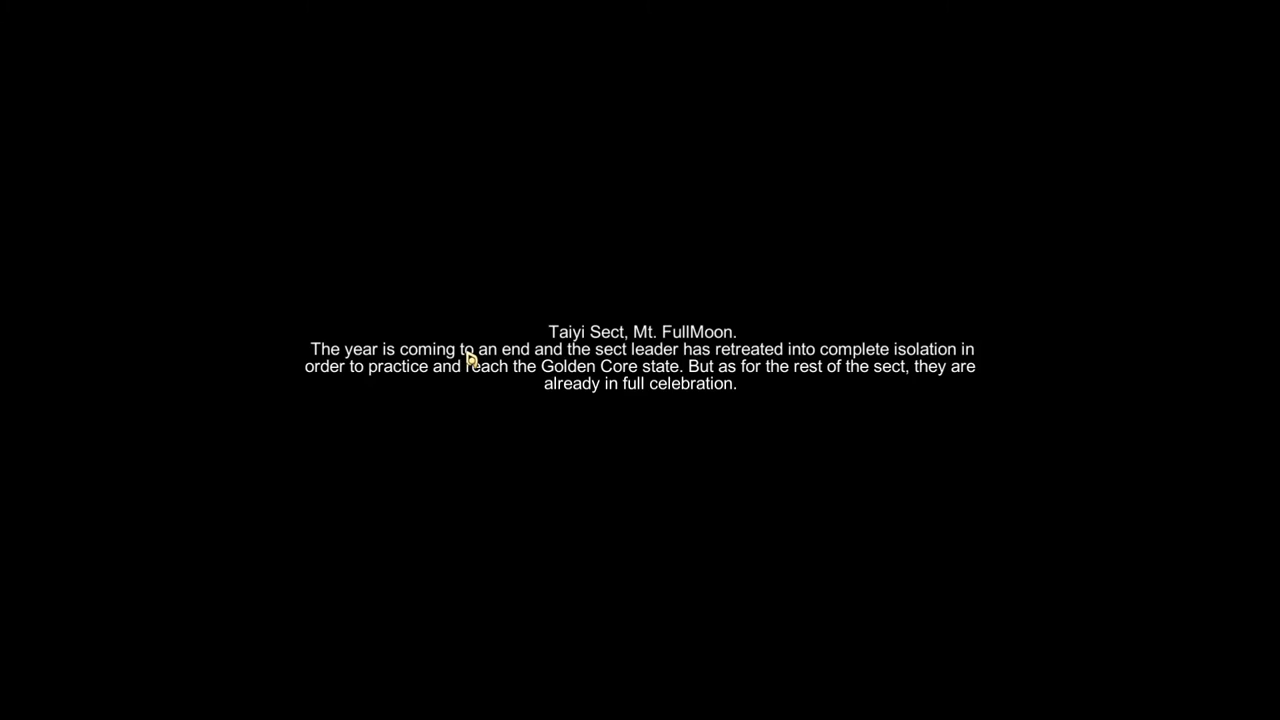 Taiyi Sect, Mt. FullMoon.
The year is coming to an end and the sect leader has retreated into complete isolation in
order to practice and reach the Golden Core state. But as for the rest of the sect, they are
already in full celebration.